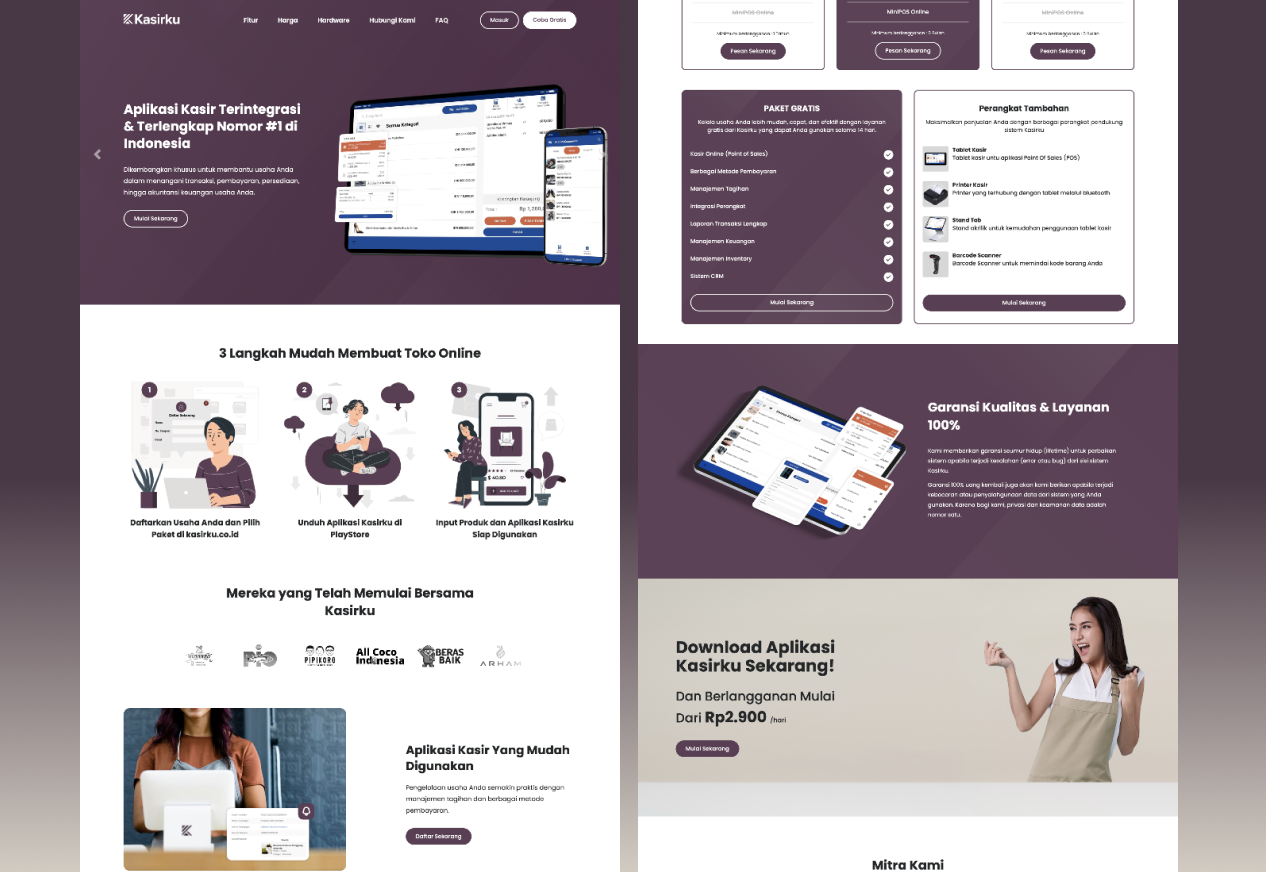 Kasirku
Fitur
Harga
Hardware
Hubungi Kami
FAQ
Masuk
Coba Gratis
Aplikasi Kasir Terintegrasi
& Terlengkap Nomor #1 di
Indonesia
Dikembangkan khusus untuk membantu usaha Anda
dalam menangani transaksi, pembayaran, persediaan,
hingga akuntansi keuangan usaha Anda.
Mulai Sekarang
Semua Kategori
3 Langkah Mudah Membuat Toko Online
1
2
3
Daftarkan Usaha Anda dan Pilih
Paket di kasirku.co.id
Unduh Aplikasi Kasirku di
PlayStore
Input Produk dan Aplikasi Kasirku
Siap Digunakan
Mereka yang Telah Memulai Bersama
Kasirku
PIPIKORO
All Coco
Indonesia
BERAS
BAIK
ARHAM
Aplikasi Kasir Yang Mudah
Digunakan
Pengelolaan usaha Anda semakin praktis dengan
manajemen tagihan dan berbagai metode
pembayaran.
Daftar Sekarang
MiniPOS Online
MiniPOS Online
MiniPOS Online
Pesan Sekarang
Pesan Sekarang
Pesan Sekarang
PAKET GRATIS
Kelola usaha Anda lebih mudah, cepat, dan efektif dengan layanan
gratis dari Kasirku yang dapat Anda gunakan selama 14 hari.
Kasir Online (Point of Sales)
Berbagai Metode Pembayaran
Manajemen Tagihan
Integrasi Perangkat
Laporan Transaksi Lengkap
Manajemen Keuangan
Manajemen Inventory
Sistem CRM
Mulai Sekarang
Perangkat Tambahan
Maksimalkan penjualan Anda dengan berbagai perangkat pendukung
sistem Kasirku
Tablet Kasir
Tablet kasir untu aplikasi Point Of Sales (POS)
Printer Kasir
Printer yang terhubung dengan tablet melalui bluetooth
Stand Tab
Stand akrilik untuk kemudahan penggunaan tablet kasir
Barcode Scanner
Barcode Scanner untuk memindai kode barang Anda
Mulai Sekarang
Garansi Kualitas & Layanan
100%
Kami memberikan garansi seumur hidup (lifetime) untuk perbaikan
sistem apabila terjadi kesalahan (error atau bug) dari sisi sistem
Kasirku.
Garansi 100% uang kembali juga akan kami berikan apabila terjadi
kebocoran atau penyalahgunaan data dari sistem yang Anda
gunakan. Karena bagi kami, privasi dan keamanan data adalah
nomor satu.
Download Aplikasi
Kasirku Sekarang!
Dan Berlangganan Mulai
Dari Rp2.900 /hari
Mulai Sekarang
Mitra Kami